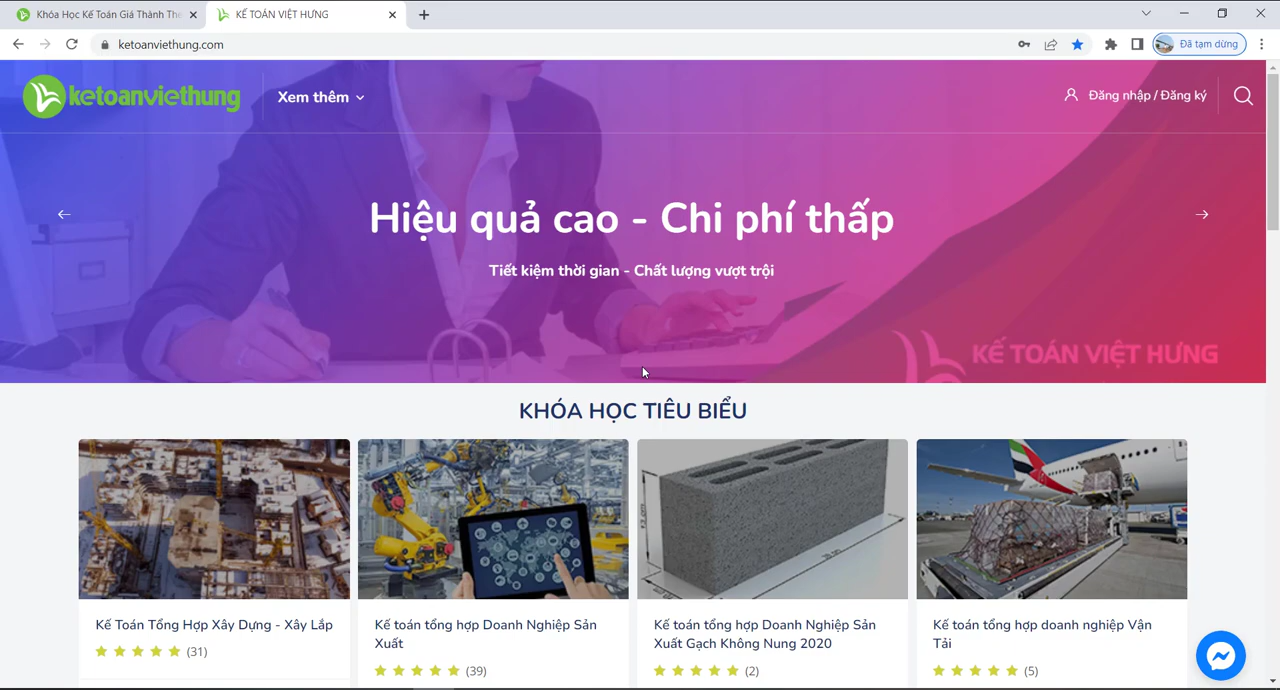 Khóa Học Kế Toán Giá Thành The
KẾ TOÁN VIỆT HƯNG
ketoanviethung.com
Đã tạm dừng
ketoanviethung
Xem thêm
Đăng nhập / Đăng ký
Hiệu quả cao - Chi phí thấp
Tiết kiệm thời gian - Chất lượng vượt trội
KẾ TOÁN VIỆT HƯNG
KHÓA HỌC TIÊU BIỂU
Kế Toán Tổng Hợp Xây Dựng - Xây Lắp
(31)
Kế toán tổng hợp Doanh Nghiệp Sản
Xuất
(39)
Kế toán tổng hợp Doanh Nghiệp Sản
Xuất Gạch Không Nung 2020
(2)
Kế toán tổng hợp doanh nghiệp Vận
Tải
(5)